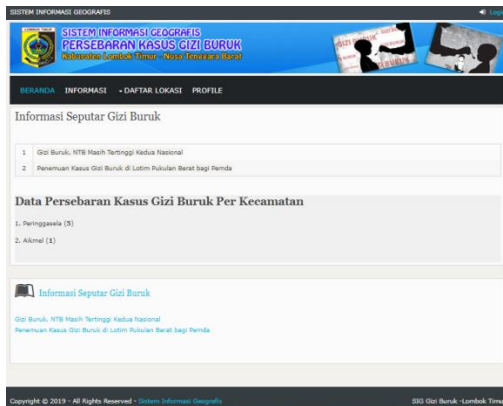 SISTEM INFORMASI GEOGRAFIS
Login
SISTEM INFORMASI GEOGRAFIS
PERSEBARAN KASUS GIZI BURUK
Kabupaten Lombok Timur - Nusa Tenggara Barat
BERANDA INFORMASI DAFTAR LOKASI PROFILE
Informasi Seputar Gizi Buruk
1 Gizi Buruk, NTB Masih Tertinggi Kedua Nasional
2 Penemuan Kasus Gizi Buruk di Lotim Pukulan Berat bagi Pemda
Data Persebaran Kasus Gizi Buruk Per Kecamatan
1. Peringgasela (5)
2. Aikmel (1)
Informasi Seputar Gizi Buruk
Gizi Buruk, NTB Masih Tertinggi Kedua Nasional
Penemuan Kasus Gizi Buruk di Lotim Pukulan Berat bagi Pemda
Copyright © 2019 - All Rights Reserved - Sistem Informasi Geografis
SIG Gizi Buruk -Lombok Timur